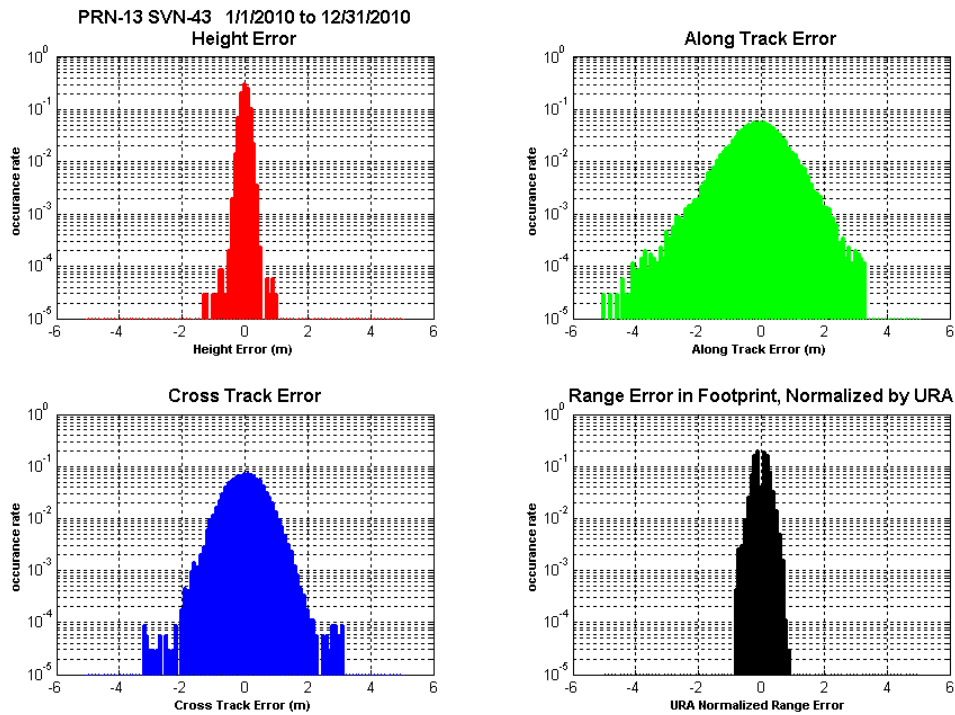 PRN-13 SVN-43 1/1/2010 to 12/31/2010
Height Error
10^0
10^-1
10^-2
10^-3
10^-4
10^-5
occurance rate
-6 -4 -2 0 2 4 6
Height Error (m)
Along Track Error
10^0
10^-1
10^-2
10^-3
10^-4
10^-5
occurance rate
-6 -4 -2 0 2 4 6
Along Track Error (m)
Cross Track Error
10^0
10^-1
10^-2
10^-3
10^-4
10^-5
occurance rate
-6 -4 -2 0 2 4 6
Cross Track Error (m)
Range Error in Footprint, Normalized by URA
10^0
10^-1
10^-2
10^-3
10^-4
10^-5
occurance rate
-6 -4 -2 0 2 4 6
URA Normalized Range Error